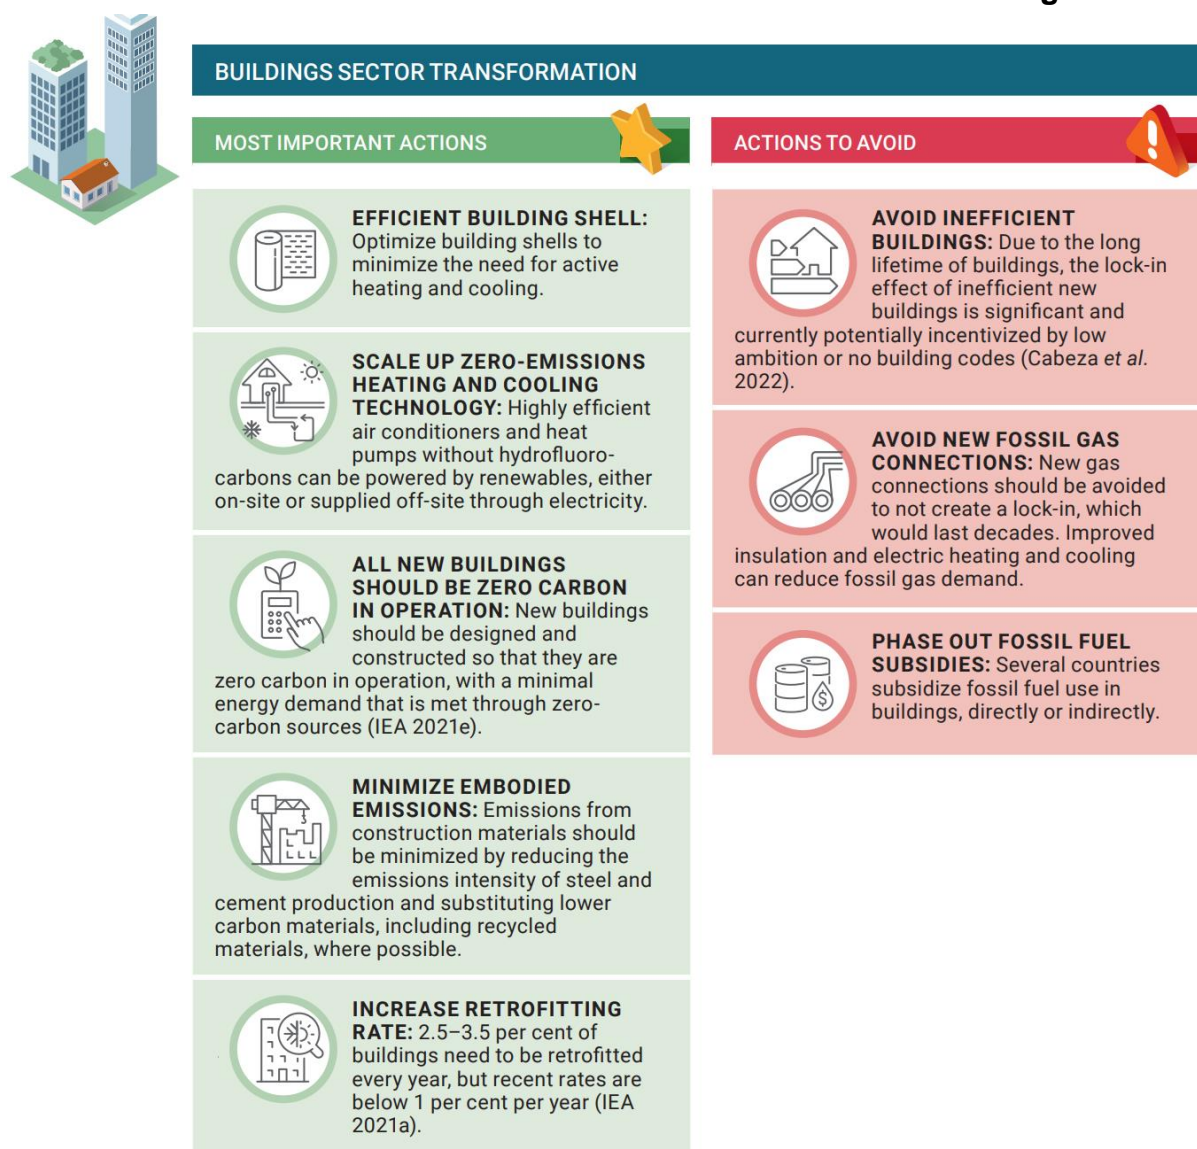 BUILDINGS SECTOR TRANSFORMATION
MOST IMPORTANT ACTIONS
EFFICIENT BUILDING SHELL:
Optimize building shells to
minimize the need for active
heating and cooling.
SCALE UP ZERO-EMISSIONS
HEATING AND COOLING
TECHNOLOGY: Highly efficient
air conditioners and heat
pumps without hydrofluoro-
carbons can be powered by renewables, either
on-site or supplied off-site through electricity.
ALL NEW BUILDINGS
SHOULD BE ZERO CARBON
IN OPERATION: New buildings
should be designed and
constructed so that they are
zero carbon in operation, with a minimal
energy demand that is met through zero-
carbon sources (IEA 2021e).
MINIMIZE EMBODIED
EMISSIONS: Emissions from
construction materials should
be minimized by reducing the
emissions intensity of steel and
cement production and substituting lower
carbon materials, including recycled
materials, where possible.
INCREASE RETROFITTING
RATE: 2.5–3.5 per cent of
buildings need to be retrofitted
every year, but recent rates are
below 1 per cent per year (IEA
2021a).
ACTIONS TO AVOID
AVOID INEFFICIENT
BUILDINGS: Due to the long
lifetime of buildings, the lock-in
effect of inefficient new
buildings is significant and
currently potentially incentivized by low
ambition or no building codes (Cabeza et al.
2022).
AVOID NEW FOSSIL GAS
CONNECTIONS: New gas
connections should be avoided
to not create a lock-in, which
would last decades. Improved
insulation and electric heating and cooling
can reduce fossil gas demand.
PHASE OUT FOSSIL FUEL
SUBSIDIES: Several countries
subsidize fossil fuel use in
buildings, directly or indirectly.